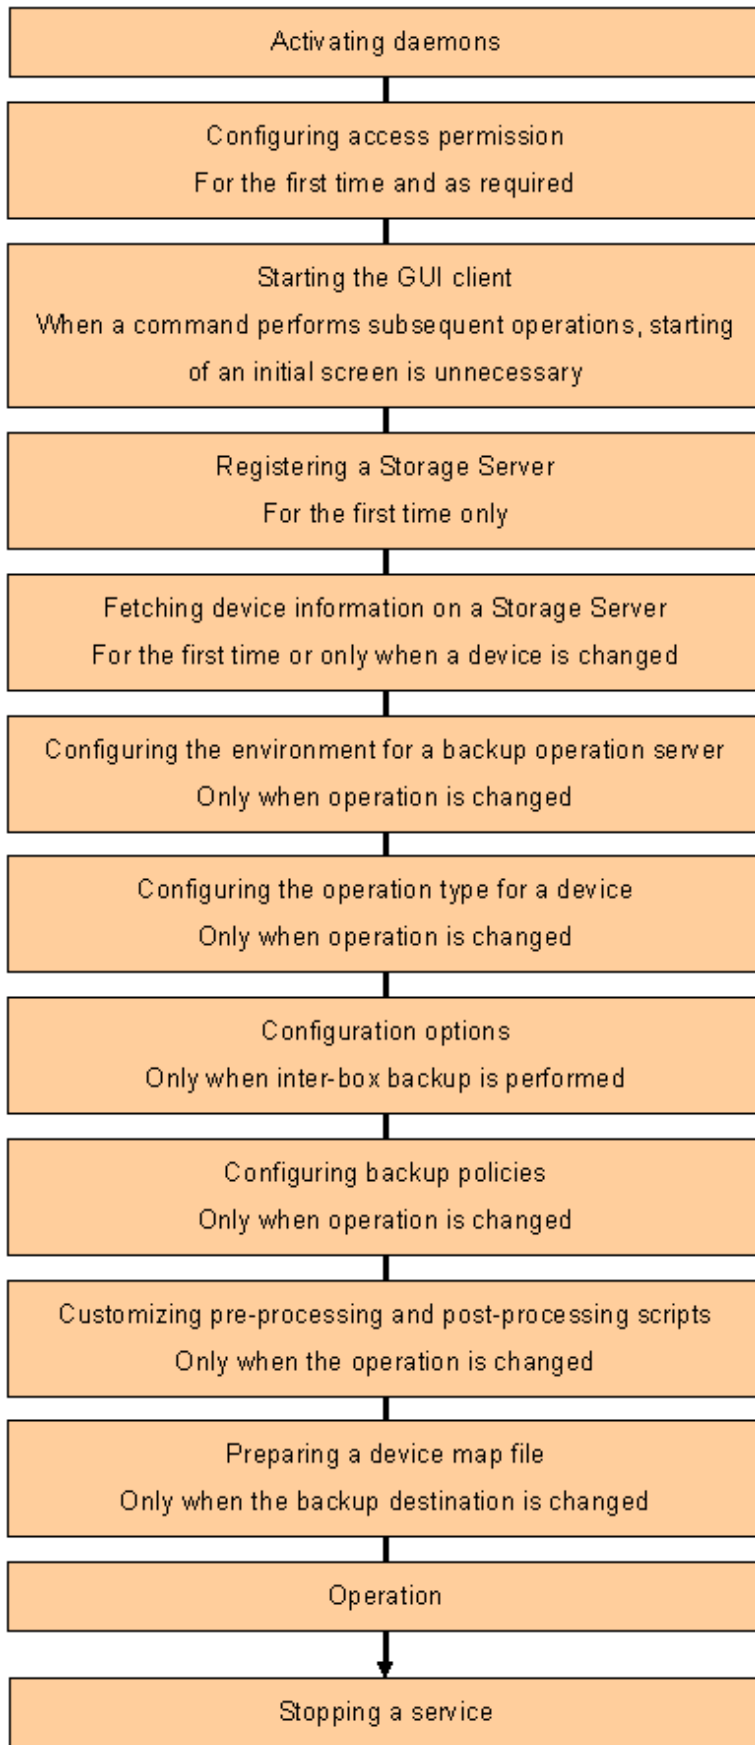 Activating daemons
Configuring access permission
For the first time and as required
Starting the GUI client
When a command performs subsequent operations, starting
of an initial screen is unnecessary
Registering a Storage Server
For the first time only
Fetching device information on a Storage Server
For the first time or only when a device is changed
Configuring the environment for a backup operation server
Only when operation is changed
Configuring the operation type for a device
Only when operation is changed
Configuration options
Only when inter-box backup is performed
Configuring backup policies
Only when operation is changed
Customizing pre-processing and post-processing scripts
Only when the operation is changed
Preparing a device map file
Only when the backup destination is changed
Operation
Stopping a service